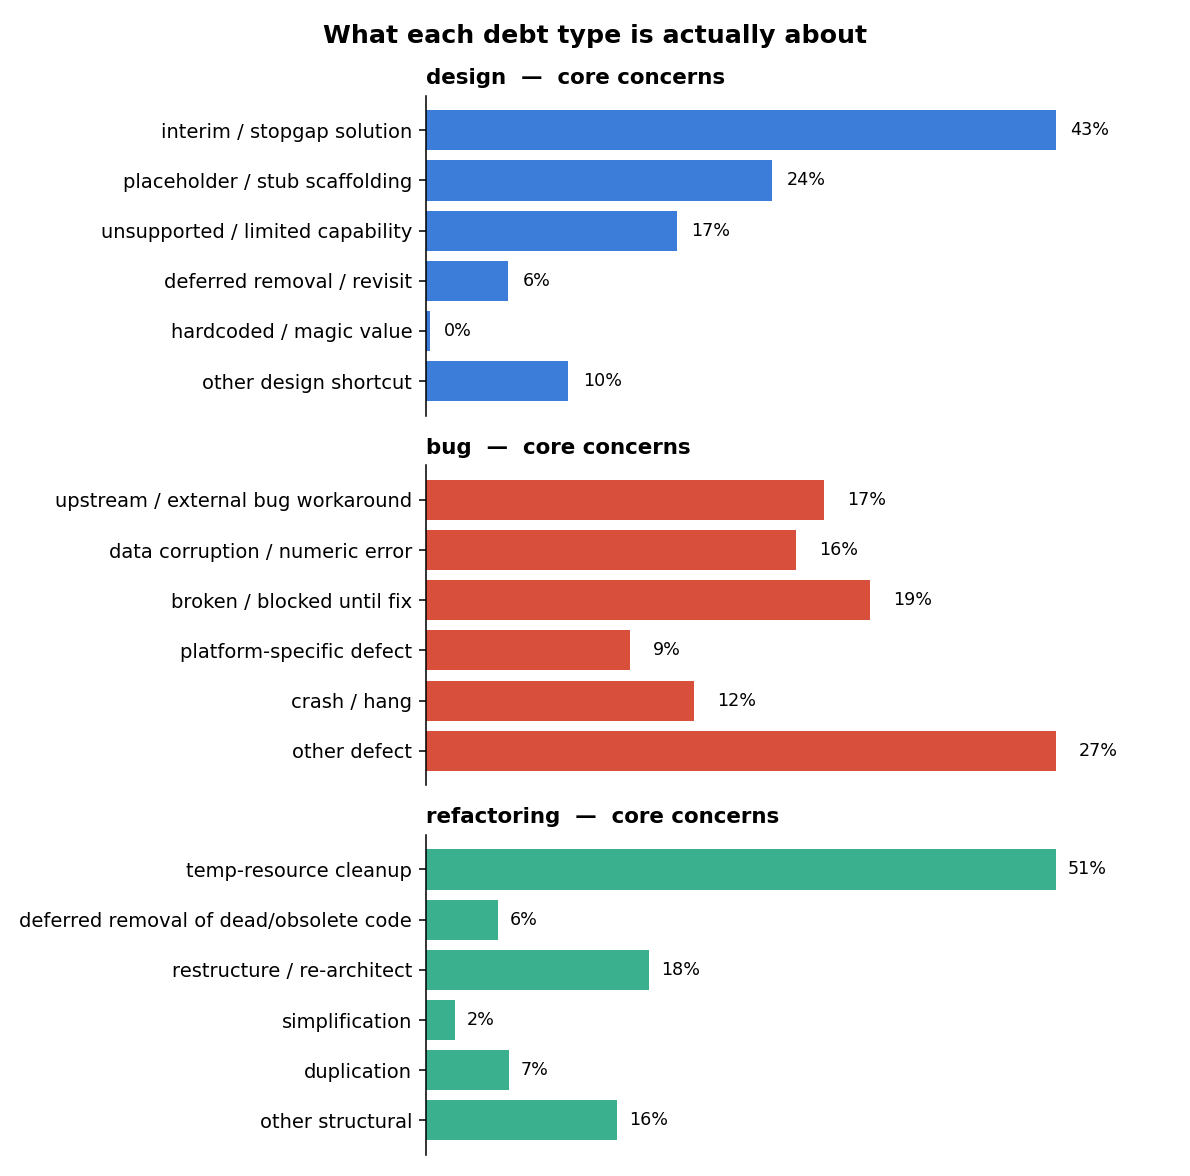 What each debt type is actually about
design — core concerns
interim / stopgap solution 43%
placeholder / stub scaffolding 24%
unsupported / limited capability 17%
deferred removal / revisit 6%
hardcoded / magic value 0%
other design shortcut 10%
bug — core concerns
upstream / external bug workaround 17%
data corruption / numeric error 16%
broken / blocked until fix 19%
platform-specific defect 9%
crash / hang 12%
other defect 27%
refactoring — core concerns
temp-resource cleanup 51%
deferred removal of dead/obsolete code 6%
restructure / re-architect 18%
simplification 2%
duplication 7%
other structural 16%